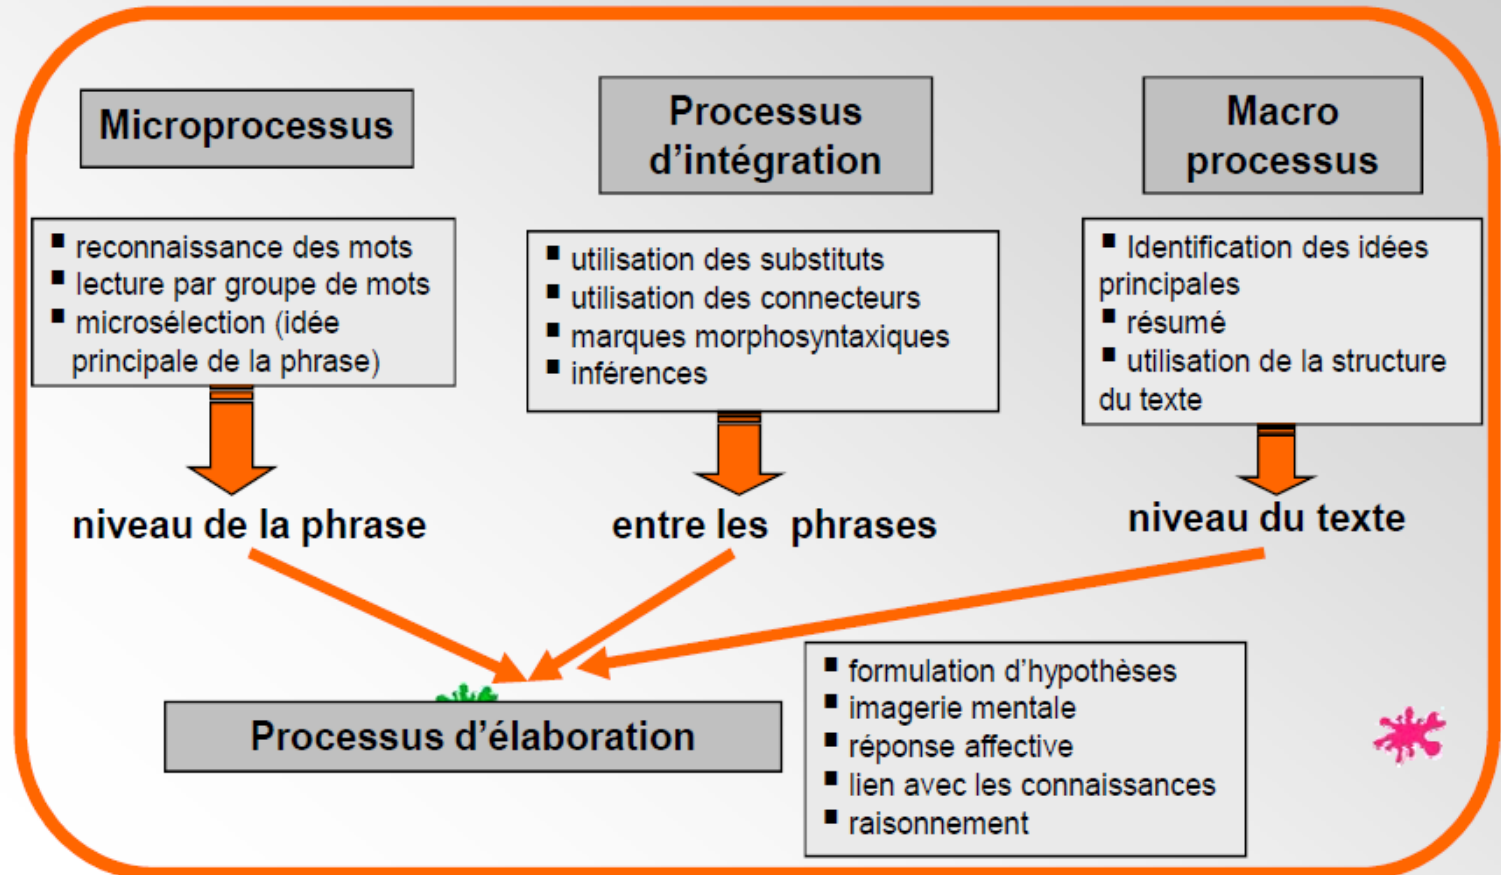 Microprocessus
▪ reconnaissance des mots
▪ lecture par groupe de mots
▪ microsélection (idée
principale de la phrase)
niveau de la phrase
Processus
d’intégration
▪ utilisation des substituts
▪ utilisation des connecteurs
▪ marques morphosyntaxiques
▪ inférences
entre les phrases
Macro
processus
▪ Identification des idées
principales
▪ résumé
▪ utilisation de la structure
du texte
niveau du texte
Processus d’élaboration
▪ formulation d’hypothèses
▪ imagerie mentale
▪ réponse affective
▪ lien avec les connaissances
▪ raisonnement